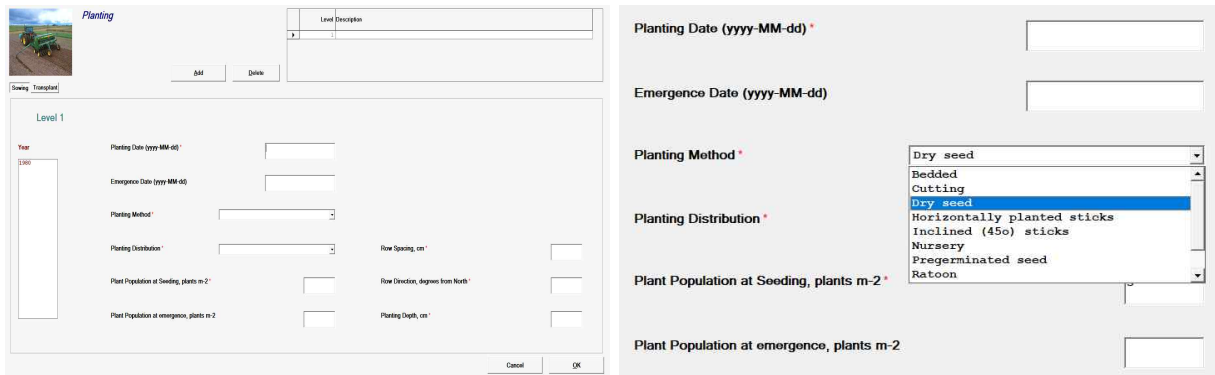 Planting
Level Description
1
Add Delete
Sowing Transplant
Level 1
Year
1980
Planting Date (yyyy-MM-dd) *
Emergence Date (yyyy-MM-dd)
Planting Method *
Planting Distribution * Row Spacing, cm *
Plant Population at Seeding, plants m-2 * Row Direction, degrees from North *
Plant Population at emergence, plants m-2 Planting Depth, cm *
Cancel OK
Planting Date (yyyy-MM-dd) *
Emergence Date (yyyy-MM-dd)
Planting Method * Dry seed
Bedded
Cutting
Dry seed
Horizontally planted sticks
Inclined (45o) sticks
Nursery
Pregerminated seed
Ratoon
Planting Distribution *
Plant Population at Seeding, plants m-2 *
Plant Population at emergence, plants m-2